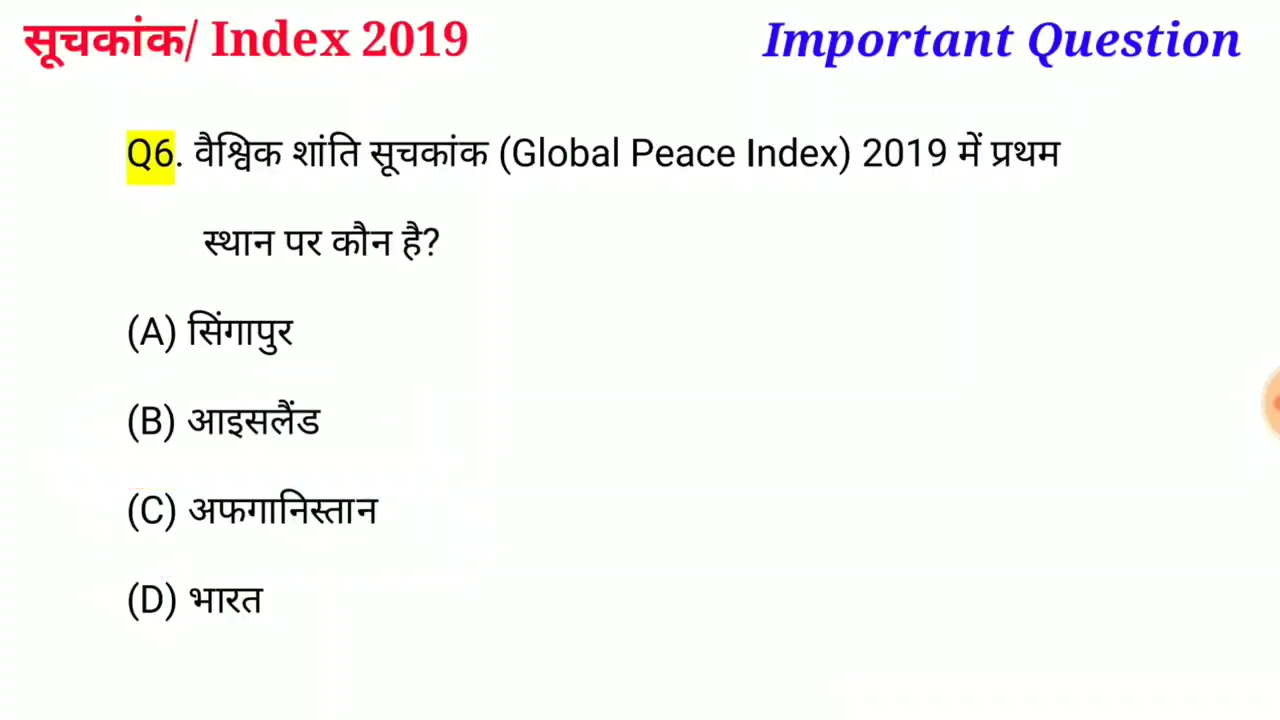 सूचकांक/ Index 2019
Important Question
Q6. वैश्विक शांति सूचकांक (Global Peace Index) 2019 में प्रथम
स्थान पर कौन है?
(A) सिंगापुर
(B) आइसलैंड
(C) अफगानिस्तान
(D) भारत